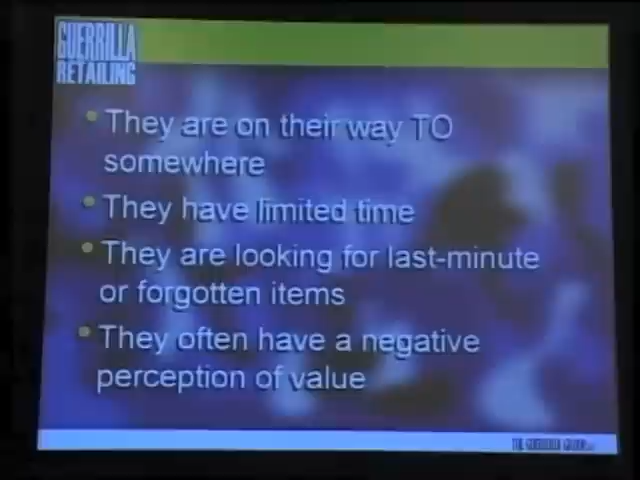 GUERRILLA
RETAILING
They are on their way TO
somewhere
They have limited time
They are looking for last-minute
or forgotten items
They often have a negative
perception of value